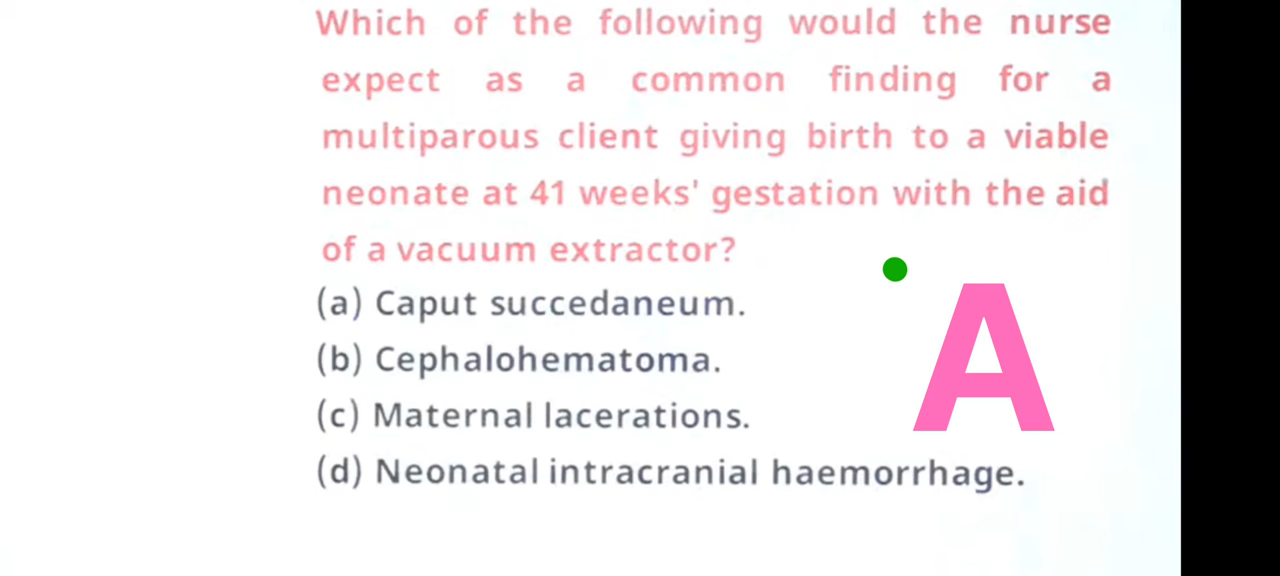 Which of the following would the nurse
expect as a common finding for a
multiparous client giving birth to a viable
neonate at 41 weeks' gestation with the aid
of a vacuum extractor?
(a) Caput succedaneum.
A
(b) Cephalohematoma.
(c) Maternal lacerations.
(d) Neonatal intracranial haemorrhage.